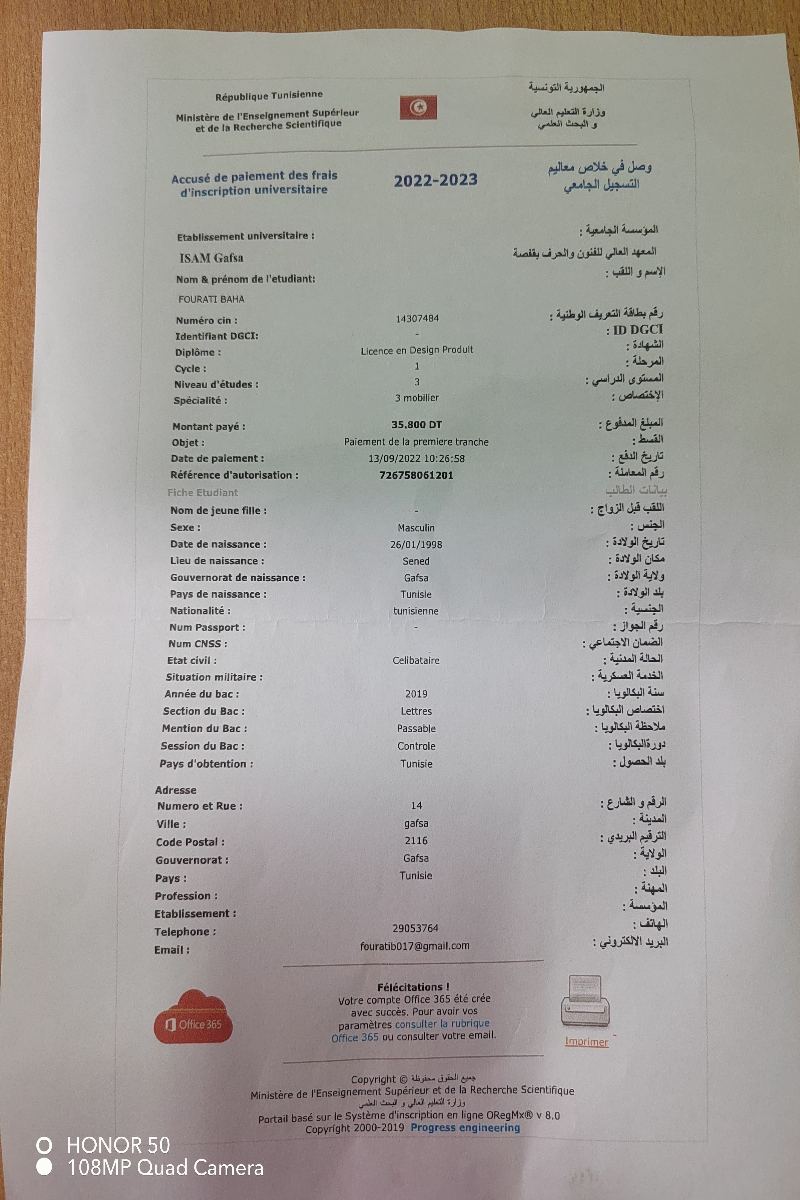 République Tunisienne
Ministère de l'Enseignement Supérieur
et de la Recherche Scientifique
الجمهورية التونسية
وزارة التعليم العالي
و البحث العلمي
Accusé de paiement des frais
d'inscription universitaire
2022-2023
وصل في خلاص معاليم
التسجيل الجامعي
Etablissement universitaire :
المؤسسة الجامعية :
ISAM Gafsa
المعهد العالي للفنون والحرف بقفصة
Nom & prénom de l'etudiant:
الإسم و اللقب :
FOURATI BAHA
Numéro cin : 14307484 رقم بطاقة التعريف الوطنية :
Identifiant DGCI: - ID DGCI :
Diplôme : Licence en Design Produit الشهادة :
Cycle : 1 المرحلة :
Niveau d'études : 3 المستوى الدراسي :
Spécialité : 3 mobilier الإختصاص :
Montant payé : 35.800 DT المبلغ المدفوع :
Objet : Paiement de la premiere tranche القسط :
Date de paiement : 13/09/2022 10:26:58 تاريخ الدفع :
Référence d'autorisation : 726758061201 رقم المعاملة :
Fiche Etudiant بيانات الطالب
Nom de jeune fille : - اللقب قبل الزواج :
Sexe : Masculin الجنس :
Date de naissance : 26/01/1998 تاريخ الولادة :
Lieu de naissance : Sened مكان الولادة :
Gouvernorat de naissance : Gafsa ولاية الولادة :
Pays de naissance : Tunisie بلد الولادة :
Nationalité : tunisienne الجنسية :
Num Passport : - رقم الجواز :
Num CNSS : الضمان الاجتماعي :
Etat civil : Celibataire الحالة المدنية :
Situation militaire : الخدمة العسكرية :
Année du bac : 2019 سنة البكالويا :
Section du Bac : Lettres اختصاص البكالويا :
Mention du Bac : Passable ملاحظة البكالويا :
Session du Bac : Controle دورةالبكالويا :
Pays d'obtention : Tunisie بلد الحصول :
Adresse
Numero et Rue : 14 الرقم و الشارع :
Ville : gafsa المدينة :
Code Postal : 2116 الترقيم البريدي :
Gouvernorat : Gafsa الولاية :
Pays : Tunisie البلد :
Profession : المهنة :
Etablissement : المؤسسة :
Telephone : 29053764 الهاتف :
Email : fouratib017@gmail.com البريد الالكتروني :
Office 365
Félécitations !
Votre compte Office 365 été crée
avec succès. Pour avoir vos
paramètres consulter la rubrique
Office 365 ou consulter votre email.
Imprimer
Copyright © جميع الحقوق محفوظة
Ministère de l'Enseignement Supérieur et de la Recherche Scientifique
وزارة التعليم العالي و البحث العلمي
Portail basé sur le Système d'inscription en ligne ORegMx® v 8.0
Copyright 2000-2019 Progress engineering
HONOR 50
108MP Quad Camera